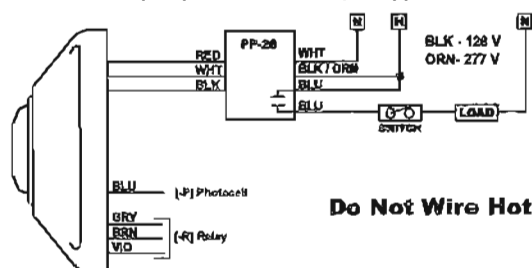 N H N
RED PP-20 WHT BLK - 128 V
WHT BLK / ORN ORN- 277 V
BLK BLU
BLU
SWITCH LOAD
BLU [-P] Photocell
GRY
BRN [-R] Relay
VIO
Do Not Wire Hot